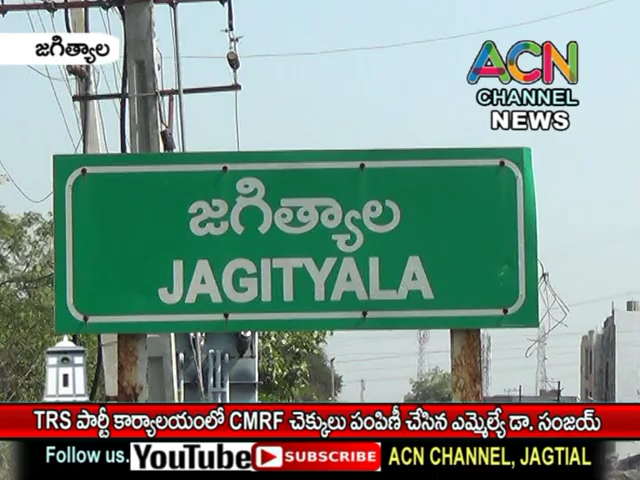 జగిత్యాల
ACN
CHANNEL
NEWS
జగిత్యాల
JAGITYALA
TRS పార్టీ కార్యాలయంలో CMRF చెక్కులు పంపిణీ చేసిన ఎమ్మెల్యే డా. సంజయ్
Follow us. YouTube SUBSCRIBE ACN CHANNEL, JAGTIAL